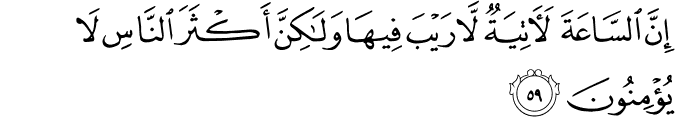 إِنَّ ٱلسَّاعَةَ لَأٓتِيَةٌ لَّا رَيْبَ فِيهَا وَلَٰكِنَّ أَكْثَرَ ٱلنَّاسِ لَا
يُؤْمِنُونَ ٥٩